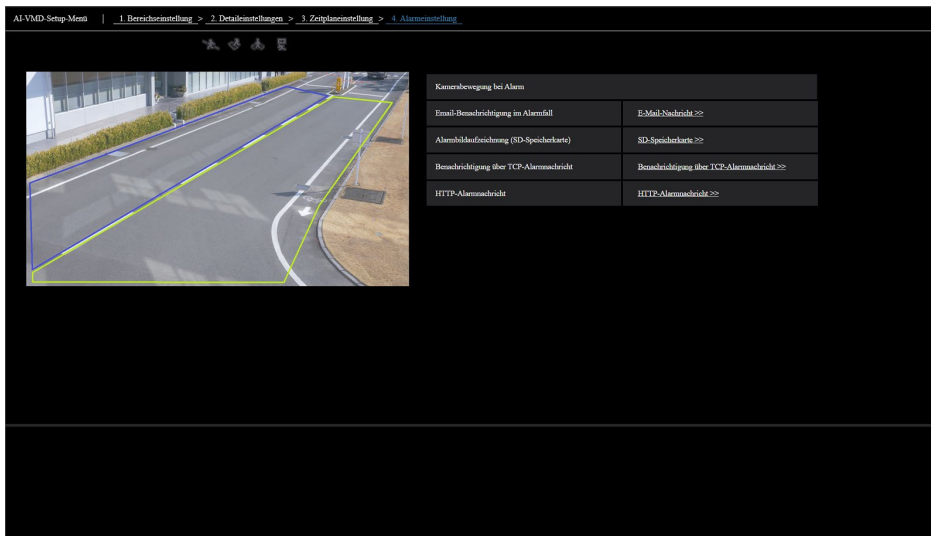 AI-VMD-Setup-Menü | 1. Bereichseinstellung > 2. Detaileinstellungen > 3. Zeitplaneinstellung > 4. Alarmeinstellung
Kamerabewegung bei Alarm
Email-Benachrichtigung im Alarmfall E-Mail-Nachricht >>
Alarmbildaufzeichnung (SD-Speicherkarte) SD-Speicherkarte >>
Benachrichtigung über TCP-Alarmnachricht Benachrichtigung über TCP-Alarmnachricht >>
HTTP-Alarmnachricht HTTP-Alarmnachricht >>